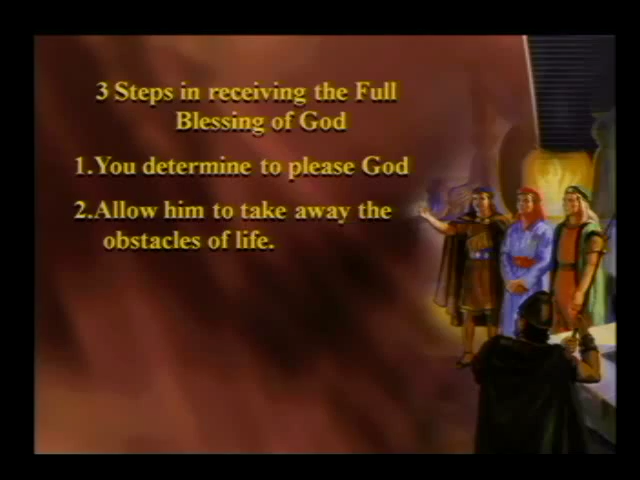 3 Steps in receiving the Full
Blessing of God
1.You determine to please God
2.Allow him to take away the
obstacles of life.